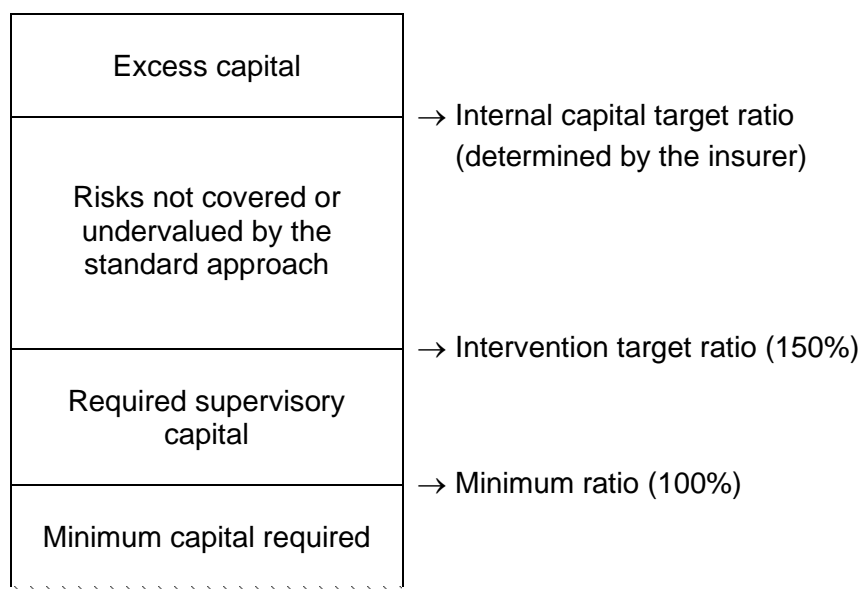 Excess capital
→ Internal capital target ratio
(determined by the insurer)
Risks not covered or
undervalued by the
standard approach
→ Intervention target ratio (150%)
Required supervisory
capital
→ Minimum ratio (100%)
Minimum capital required